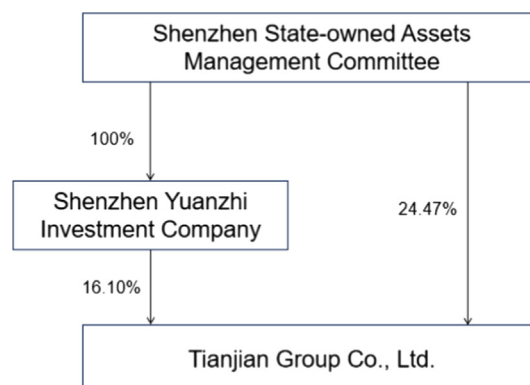 Shenzhen State-owned Assets
Management Committee
100%
Shenzhen Yuanzhi
Investment Company
24.47%
16.10%
Tianjian Group Co., Ltd.